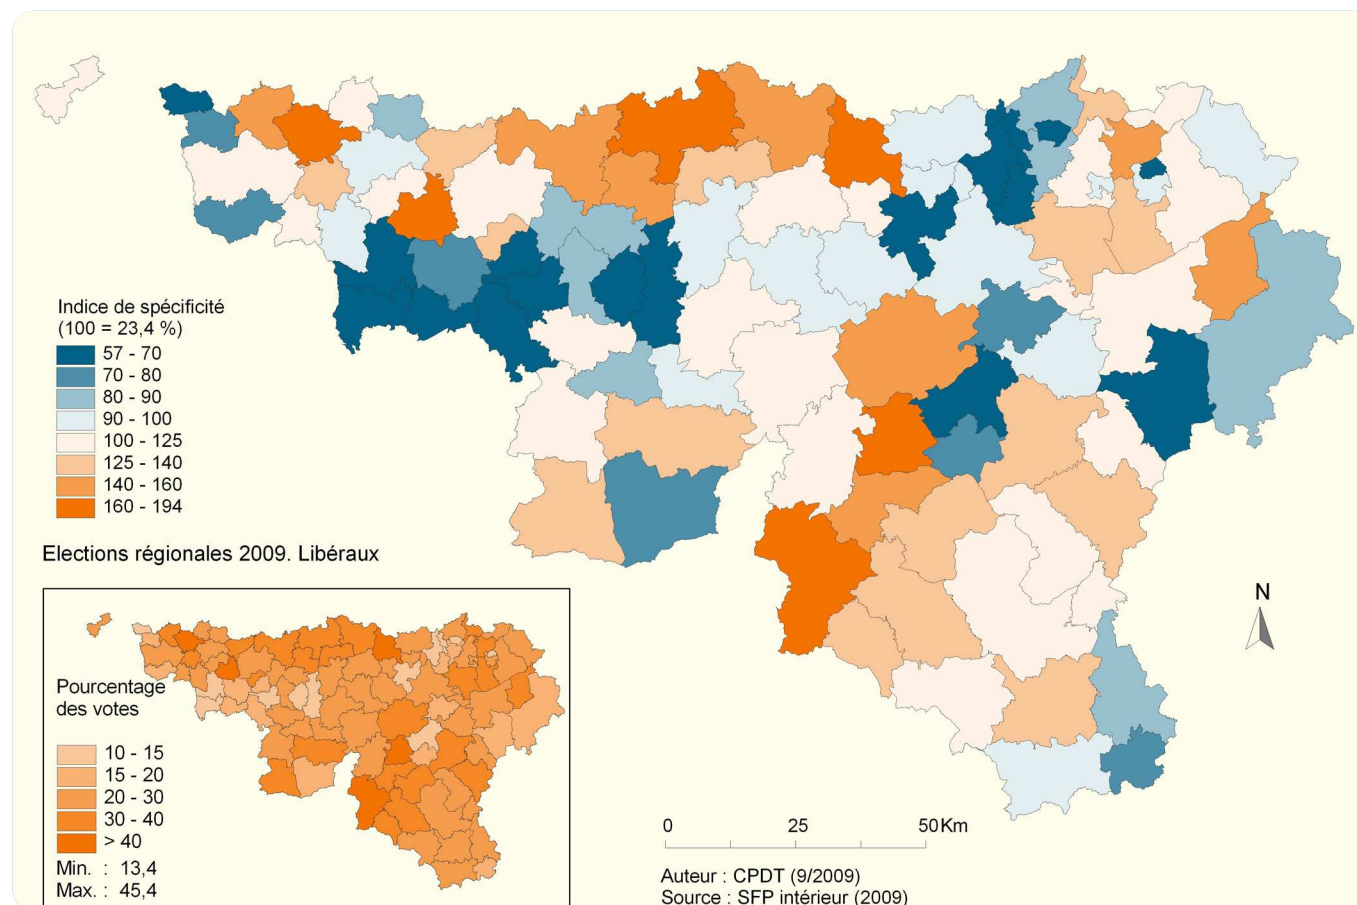 Indice de spécificité
(100 = 23,4 %)
57 - 70
70 - 80
80 - 90
90 - 100
100 - 125
125 - 140
140 - 160
160 - 194
Elections régionales 2009. Libéraux
Pourcentage
des votes
10 - 15
15 - 20
20 - 30
30 - 40
> 40
Min. : 13,4
Max. : 45,4
N
0 25 50Km
Auteur : CPDT (9/2009)
Source : SFP intérieur (2009)